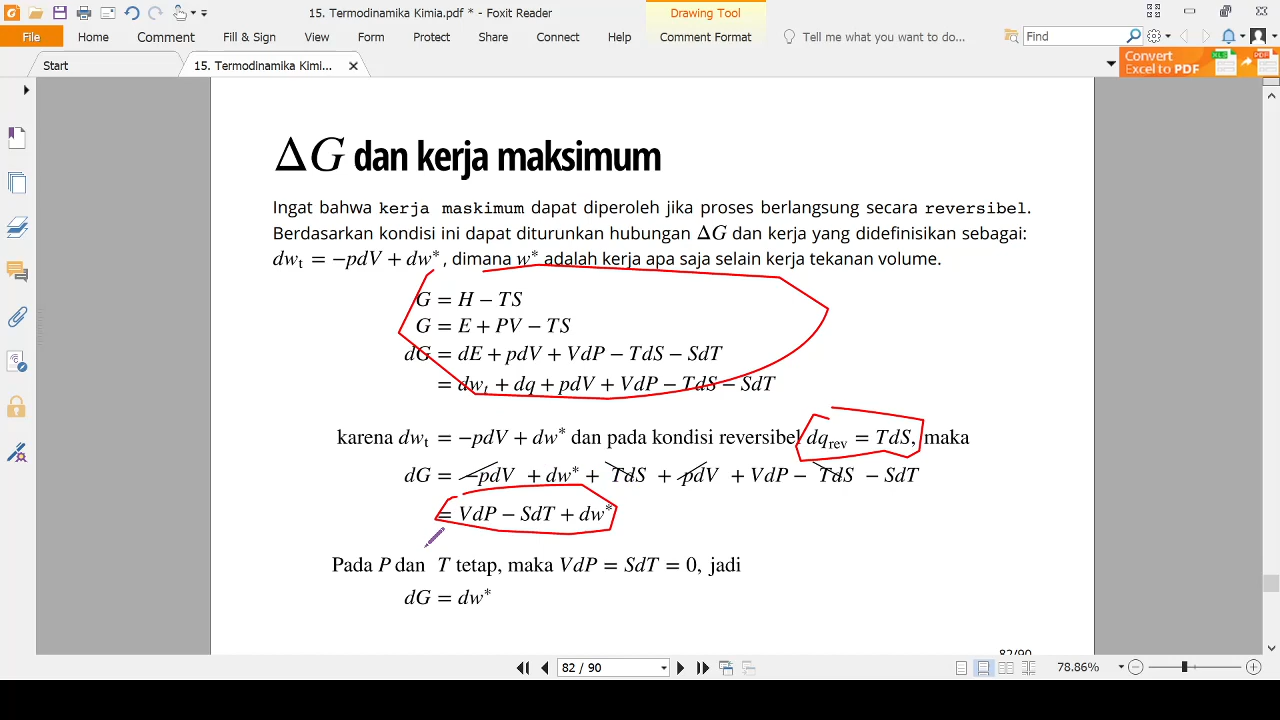 15. Termodinamika Kimia.pdf * - Foxit Reader
Drawing Tool
File Home Comment Fill & Sign View Form Protect Share Connect Help Comment Format Tell me what you want to do... Find
Start 15. Termodinamika Kimi... Convert Excel to PDF
ΔG dan kerja maksimum
Ingat bahwa kerja maskimum dapat diperoleh jika proses berlangsung secara reversibel.
Berdasarkan kondisi ini dapat diturunkan hubungan ΔG dan kerja yang didefinisikan sebagai:
dwₜ = −pdV + dw*, dimana w* adalah kerja apa saja selain kerja tekanan volume.
G = H − TS
G = E + PV − TS
dG = dE + pdV + VdP − TdS − SdT
= dwₜ + dq + pdV + VdP − TdS − SdT
karena dwₜ = −pdV + dw* dan pada kondisi reversibel dq_rev = TdS, maka
dG = −pdV + dw* + TdS + pdV + VdP − TdS − SdT
= VdP − SdT + dw*
Pada P dan T tetap, maka VdP = SdT = 0, jadi
dG = dw*
82/90
82 / 90 78.86%